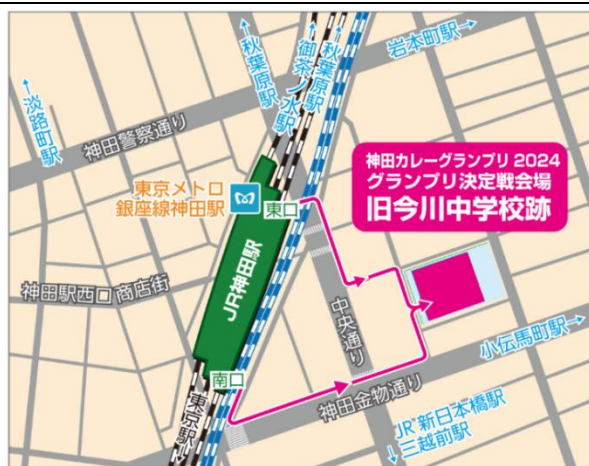 ←秋葉原駅
御茶ノ水駅
←秋葉原駅
岩本町駅→
←淡路町駅
神田警察通り
神田カレーグランプリ 2024
グランプリ決定戦会場
旧今川中学校跡
東京メトロ
銀座線神田駅
東口
JR神田駅
神田駅西口 商店街
中央通り
小伝馬町駅→
南口
神田金物通り
東京駅↓
JR 新日本橋駅
↓三越前駅